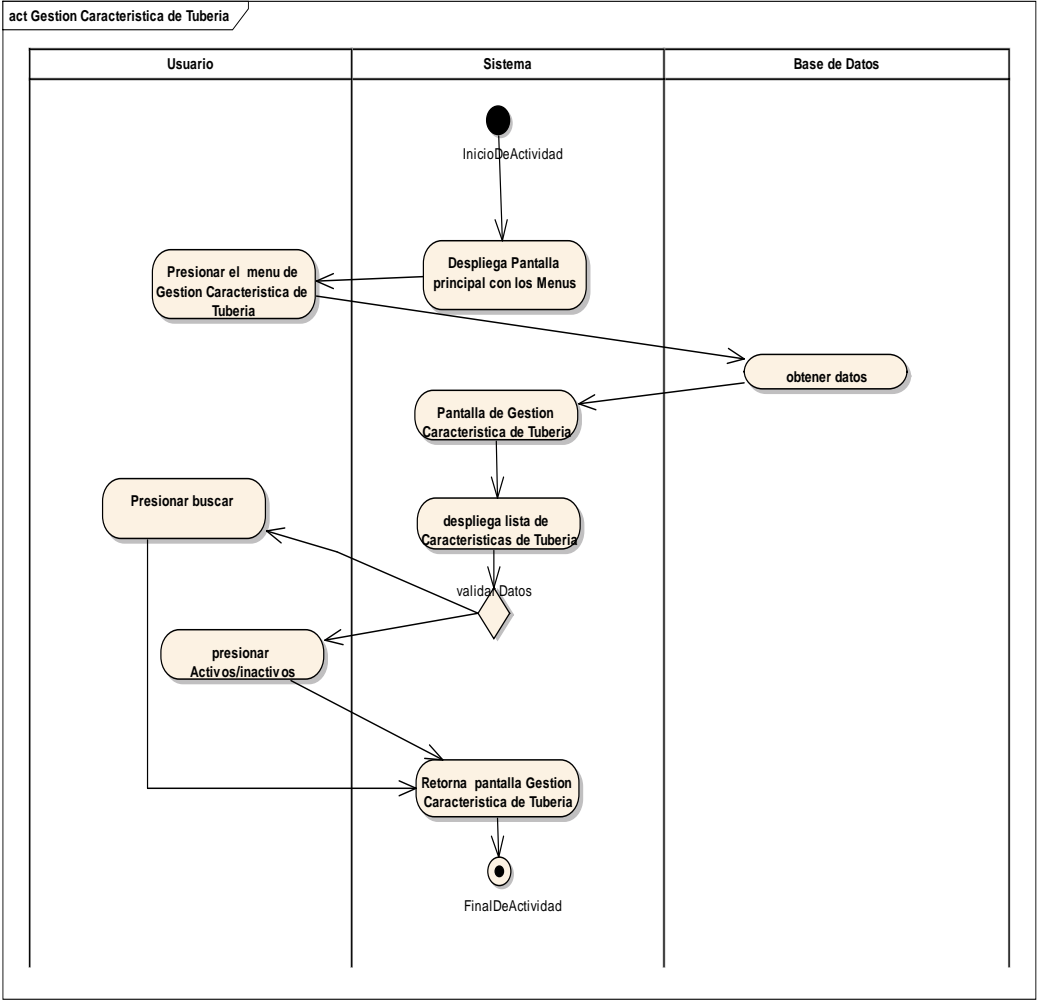 act Gestion Caracteristica de Tuberia
Usuario
Sistema
Base de Datos
InicioDeActividad
Despliega Pantalla
principal con los Menus
Presionar el menu de
Gestion Caracteristica de
Tuberia
obtener datos
Pantalla de Gestion
Caracteristica de Tuberia
Presionar buscar
despliega lista de
Caracteristicas de Tuberia
validar Datos
presionar
Activos/inactivos
Retorna pantalla Gestion
Caracteristica de Tuberia
FinalDeActividad